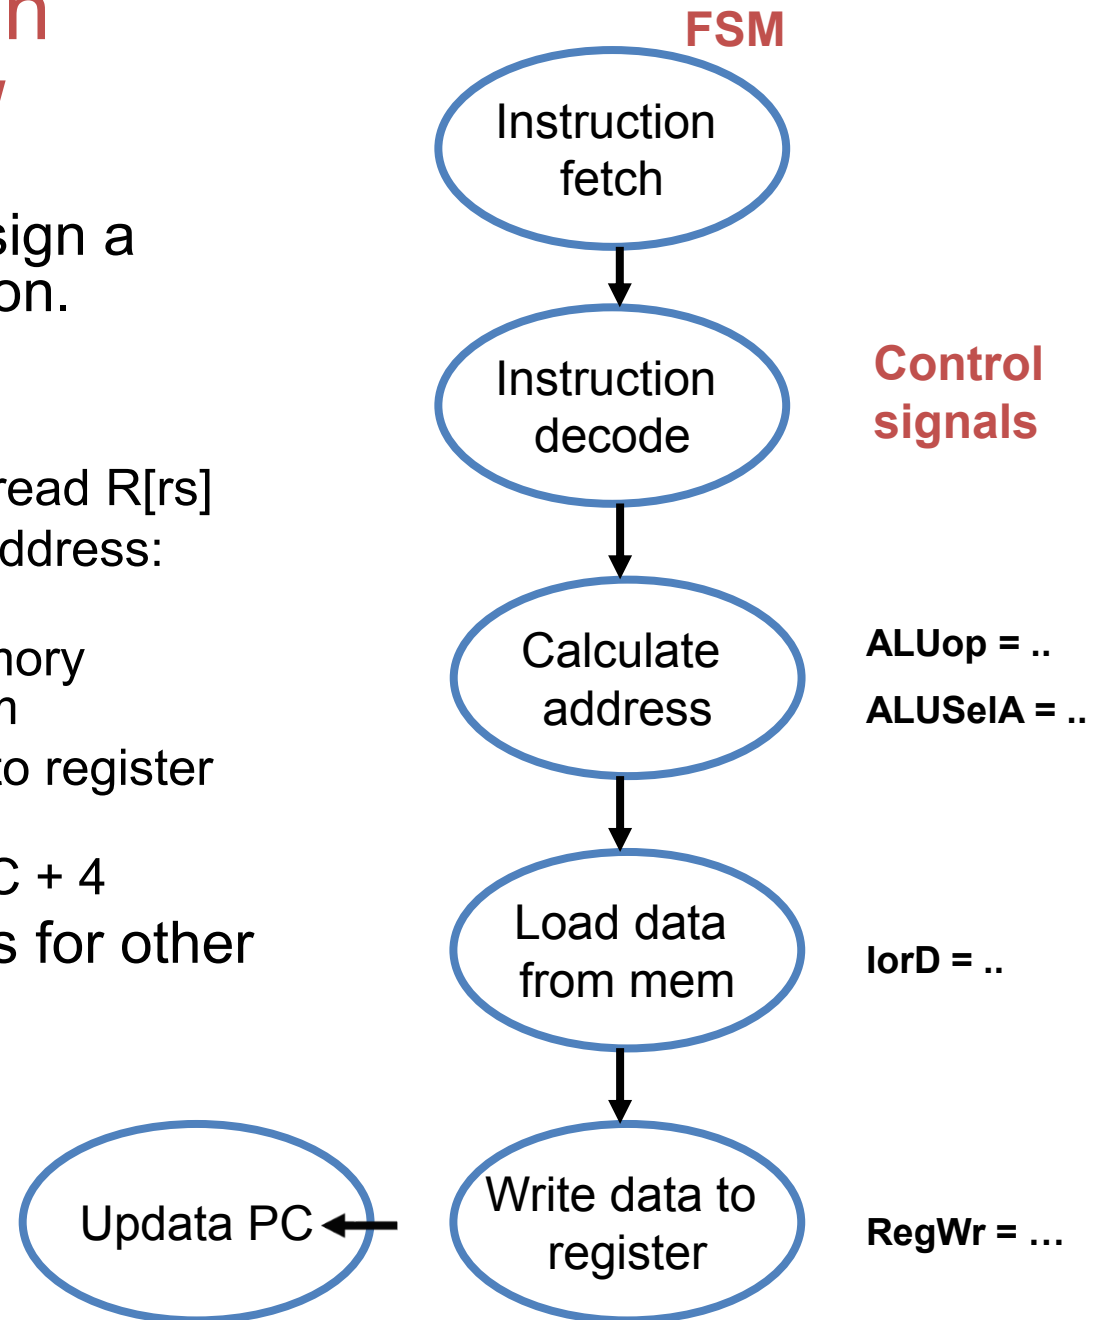 n
FSM
Instruction
fetch
sign a
on.
Instruction
decode
Control
signals
read R[rs]
ddress:
nory
n
to register
C + 4
s for other
Calculate
address
ALUop = ..
ALUSelA = ..
Load data
from mem
IorD = ..
Updata PC
Write data to
register
RegWr = ...